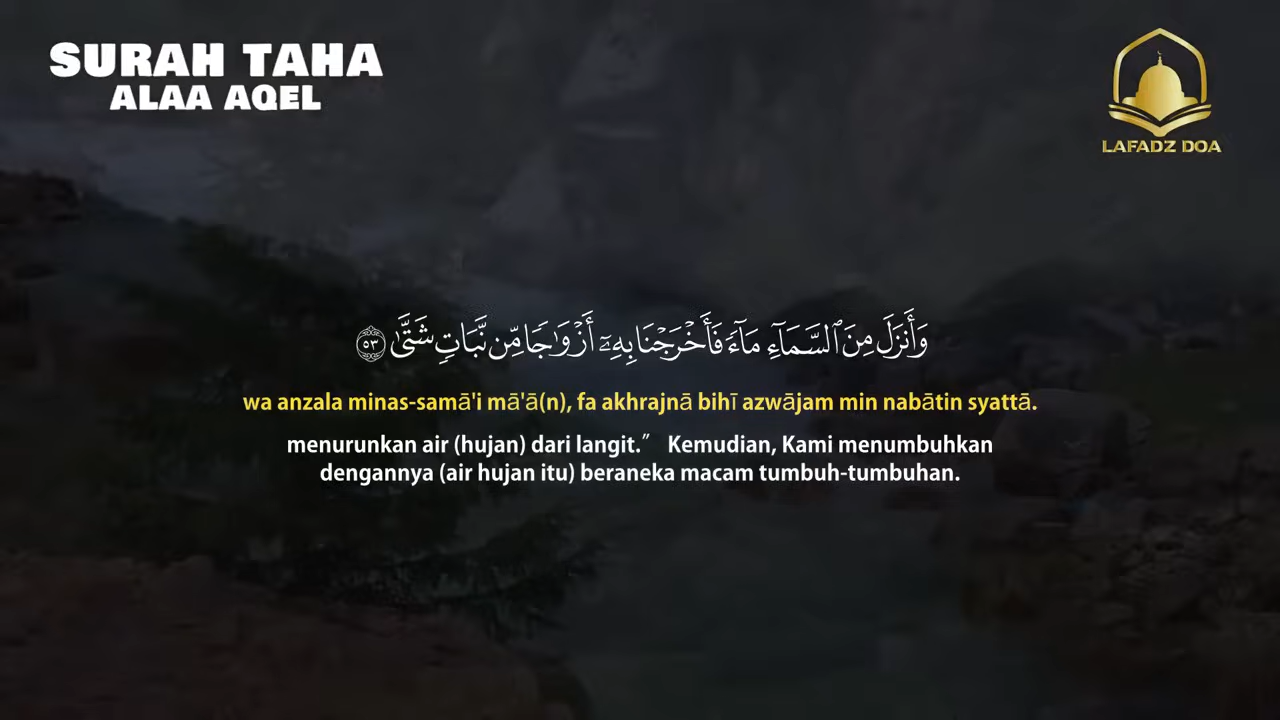 SURAH TAHA
ALAA AQEL
LAFADZ DOA
وَأَنزَلَ مِنَ ٱلسَّمَآءِ مَآءً فَأَخْرَجْنَا بِهِۦٓ أَزْوَٰجًا مِّن نَّبَاتٍ شَتَّىٰ ٥٣
wa anzala minas-samā'i mā'ā(n), fa akhrajnā bihī azwājam min nabātin syattā.
menurunkan air (hujan) dari langit.” Kemudian, Kami menumbuhkan
dengannya (air hujan itu) beraneka macam tumbuh-tumbuhan.